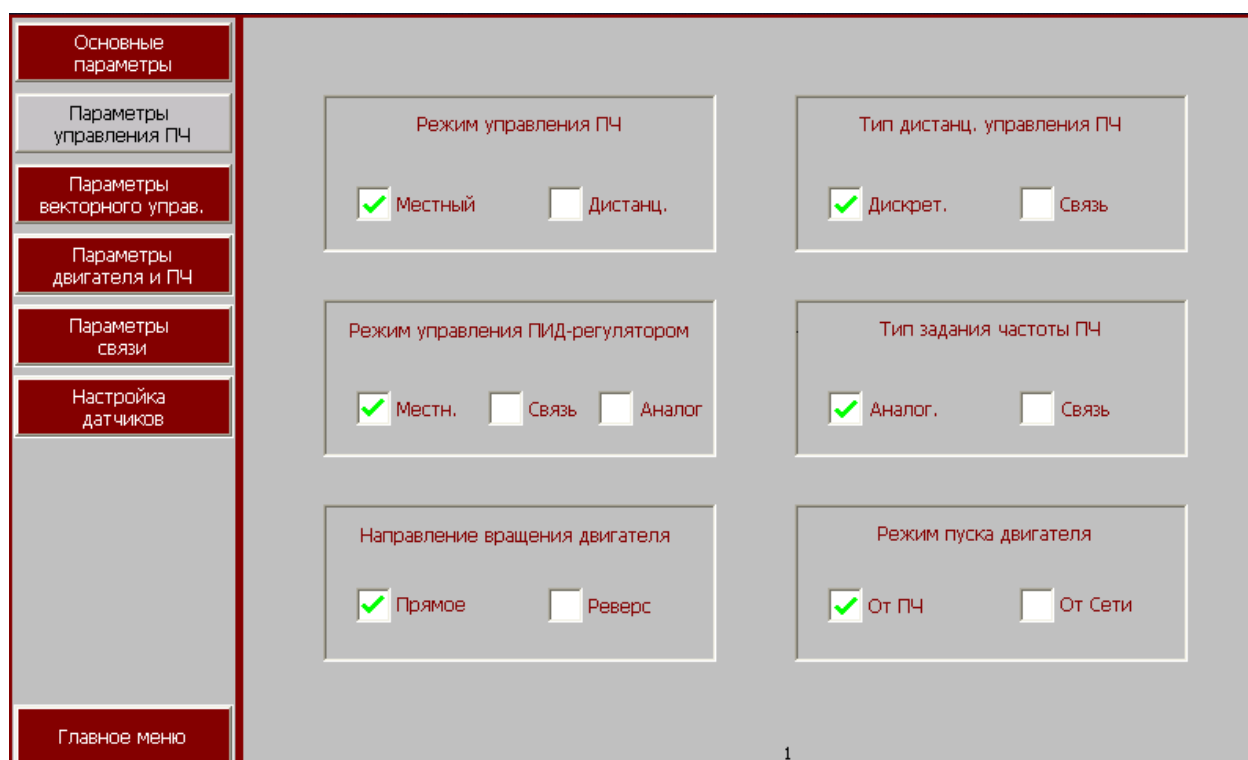 Основные
параметры
Параметры
управления ПЧ
Параметры
векторного управ.
Параметры
двигателя и ПЧ
Параметры
связи
Настройка
датчиков
Главное меню
Режим управления ПЧ
Местный
Дистанц.
Тип дистанц. управления ПЧ
Дискрет.
Связь
Режим управления ПИД-регулятором
Местн.
Связь
Аналог
Тип задания частоты ПЧ
Аналог.
Связь
Направление вращения двигателя
Прямое
Реверс
Режим пуска двигателя
От ПЧ
От Сети
1